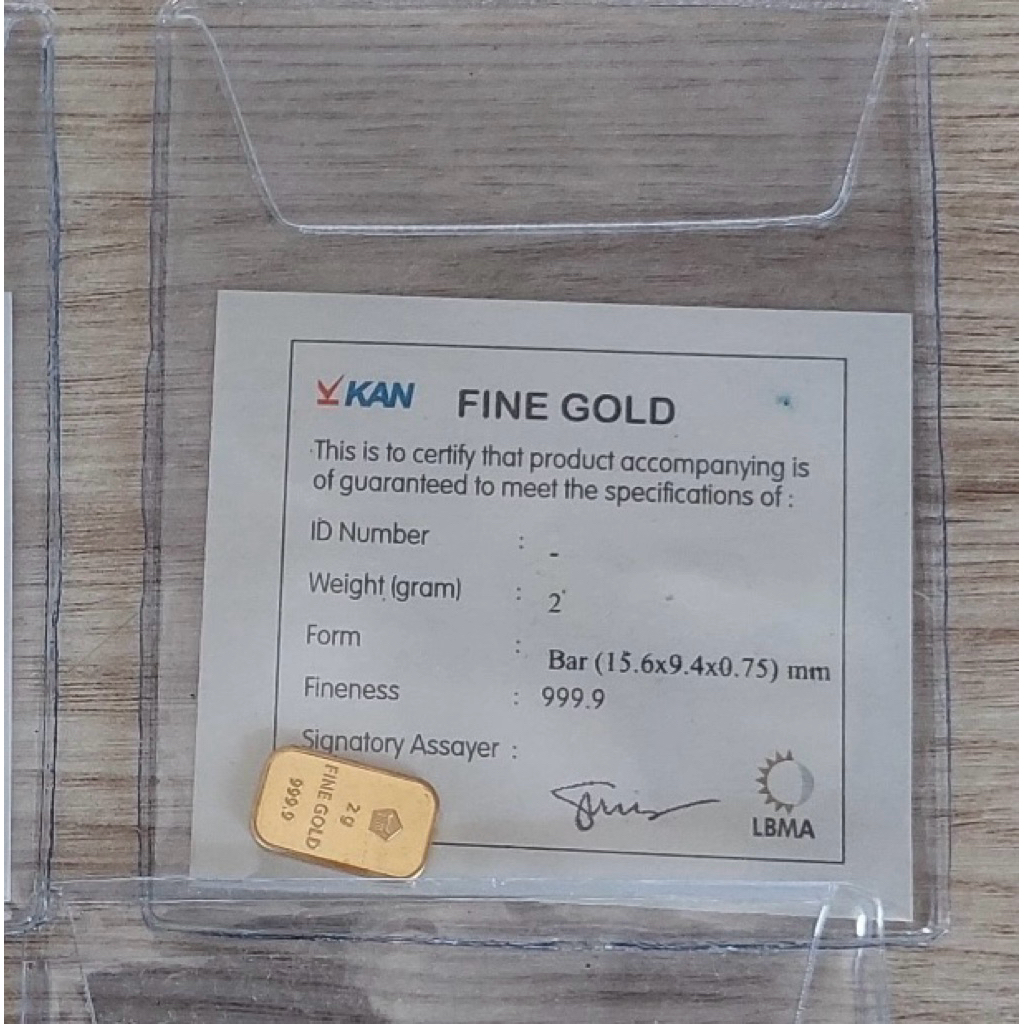 KAN FINE GOLD
This is to certify that product accompanying is
of guaranteed to meet the specifications of :
ID Number : -
Weight (gram) : 2
Form : Bar (15.6x9.4x0.75) mm
Fineness : 999.9
Signatory Assayer :
LBMA
2g
FINE GOLD
999.9